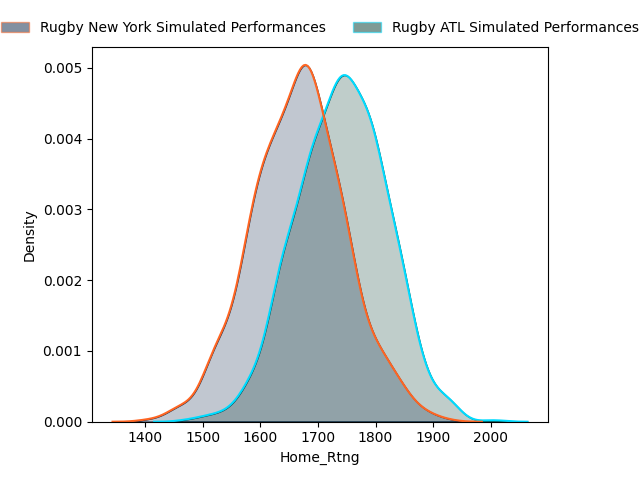 Rugby New York Simulated Performances Rugby ATL Simulated Performances
0.005
0.004
0.003
0.002
0.001
0.000
Density
1400 1500 1600 1700 1800 1900 2000
Home_Rtng